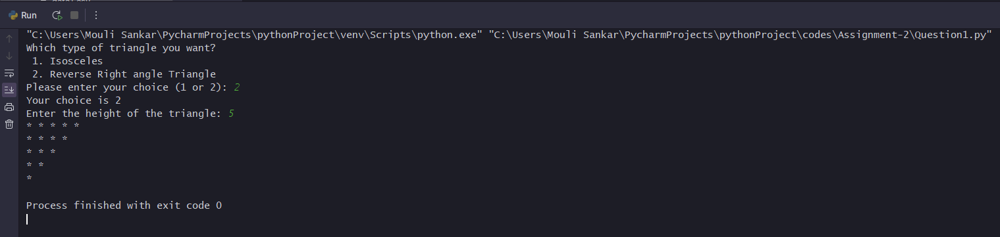 Run
"C:\Users\Mouli Sankar\PycharmProjects\pythonProject\venv\Scripts\python.exe" "C:\Users\Mouli Sankar\PycharmProjects\pythonProject\codes\Assignment-2\Question1.py"
Which type of triangle you want?
 1. Isosceles
 2. Reverse Right angle Triangle
Please enter your choice (1 or 2): 2
Your choice is 2
Enter the height of the triangle: 5
* * * * *
* * * *
* * *
* *
*
Process finished with exit code 0